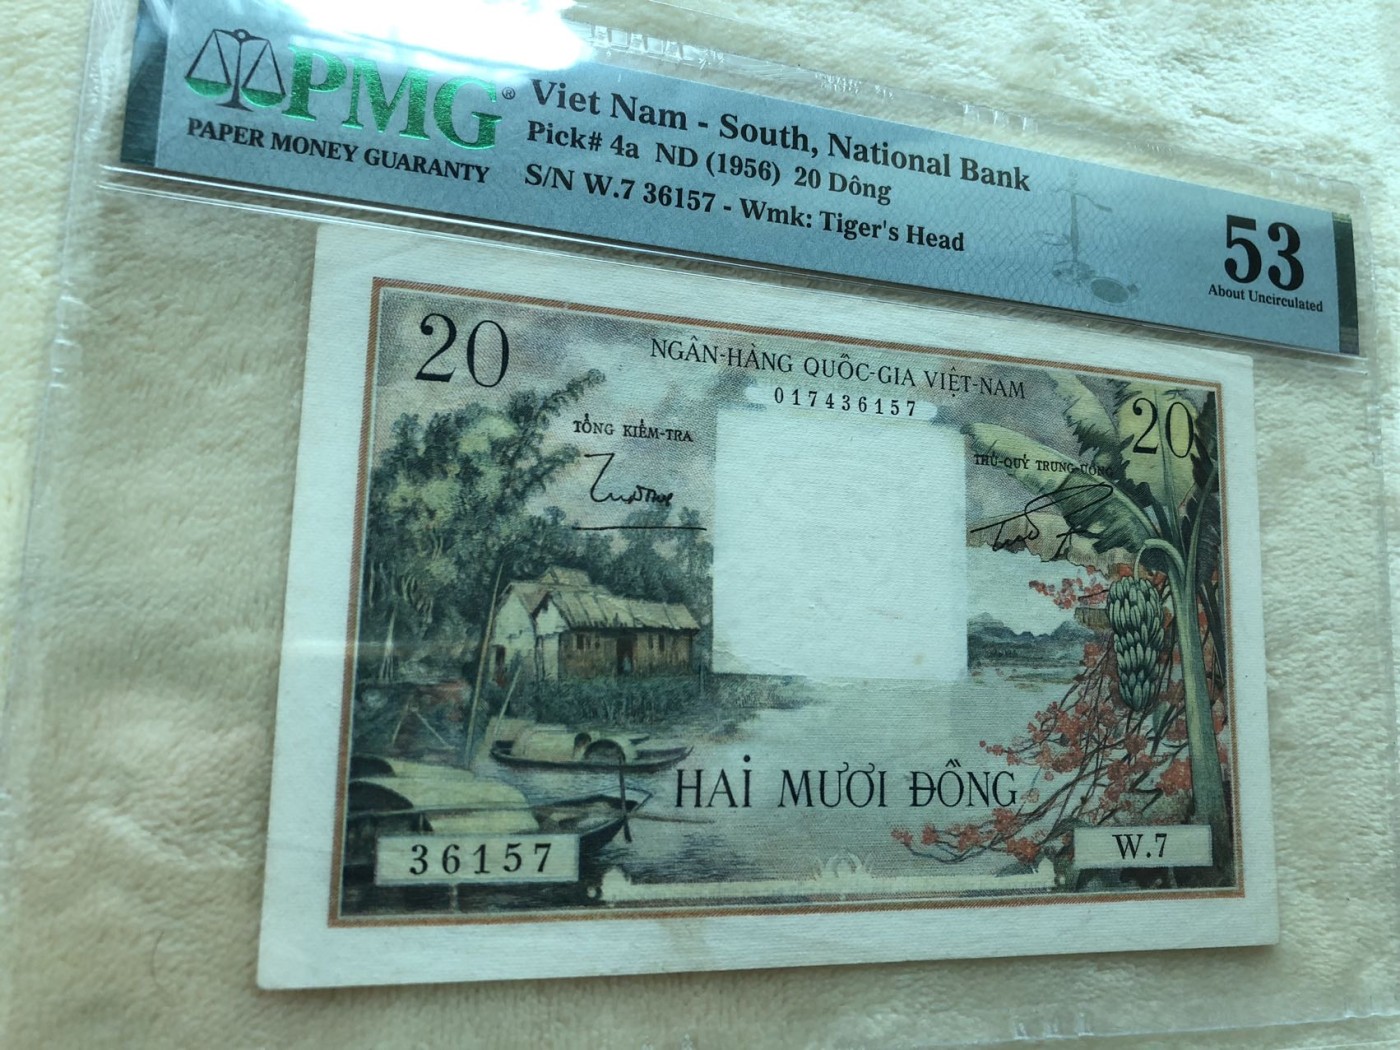 PMG®
PAPER MONEY GUARANTY
Viet Nam - South, National Bank
Pick# 4a ND (1956) 20 Dông
S/N W.7 36157 - Wmk: Tiger's Head
53
About Uncirculated
20
NGÂN-HÀNG QUỐC-GIA VIỆT-NAM
017436157
20
TỔNG KIỂM-TRA
THỦ-QUỸ TRUNG-ƯƠNG
HAI MƯƠI ĐỒNG
36157
W.7